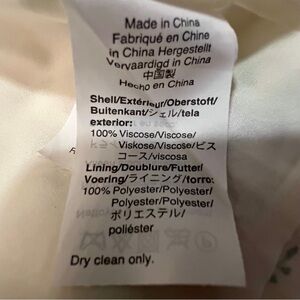 Made in China
Fabriqué en Chine
in China Hergestellt
Vervaardigd in China
中国製
Hecho en China
Shell/Extérieur/Oberstoff/
Buitenkant/シェル/tela
exterior:
100% Viscose/Viscose/
Viskose/Viscose/ビス
コース/viscosa
Lining/Doublure/Futter/
Voering/ライニング/forro:
100% Polyester/Polyester/
Polyester/Polyester/
ポリエステル/
poliéster
Dry clean only.